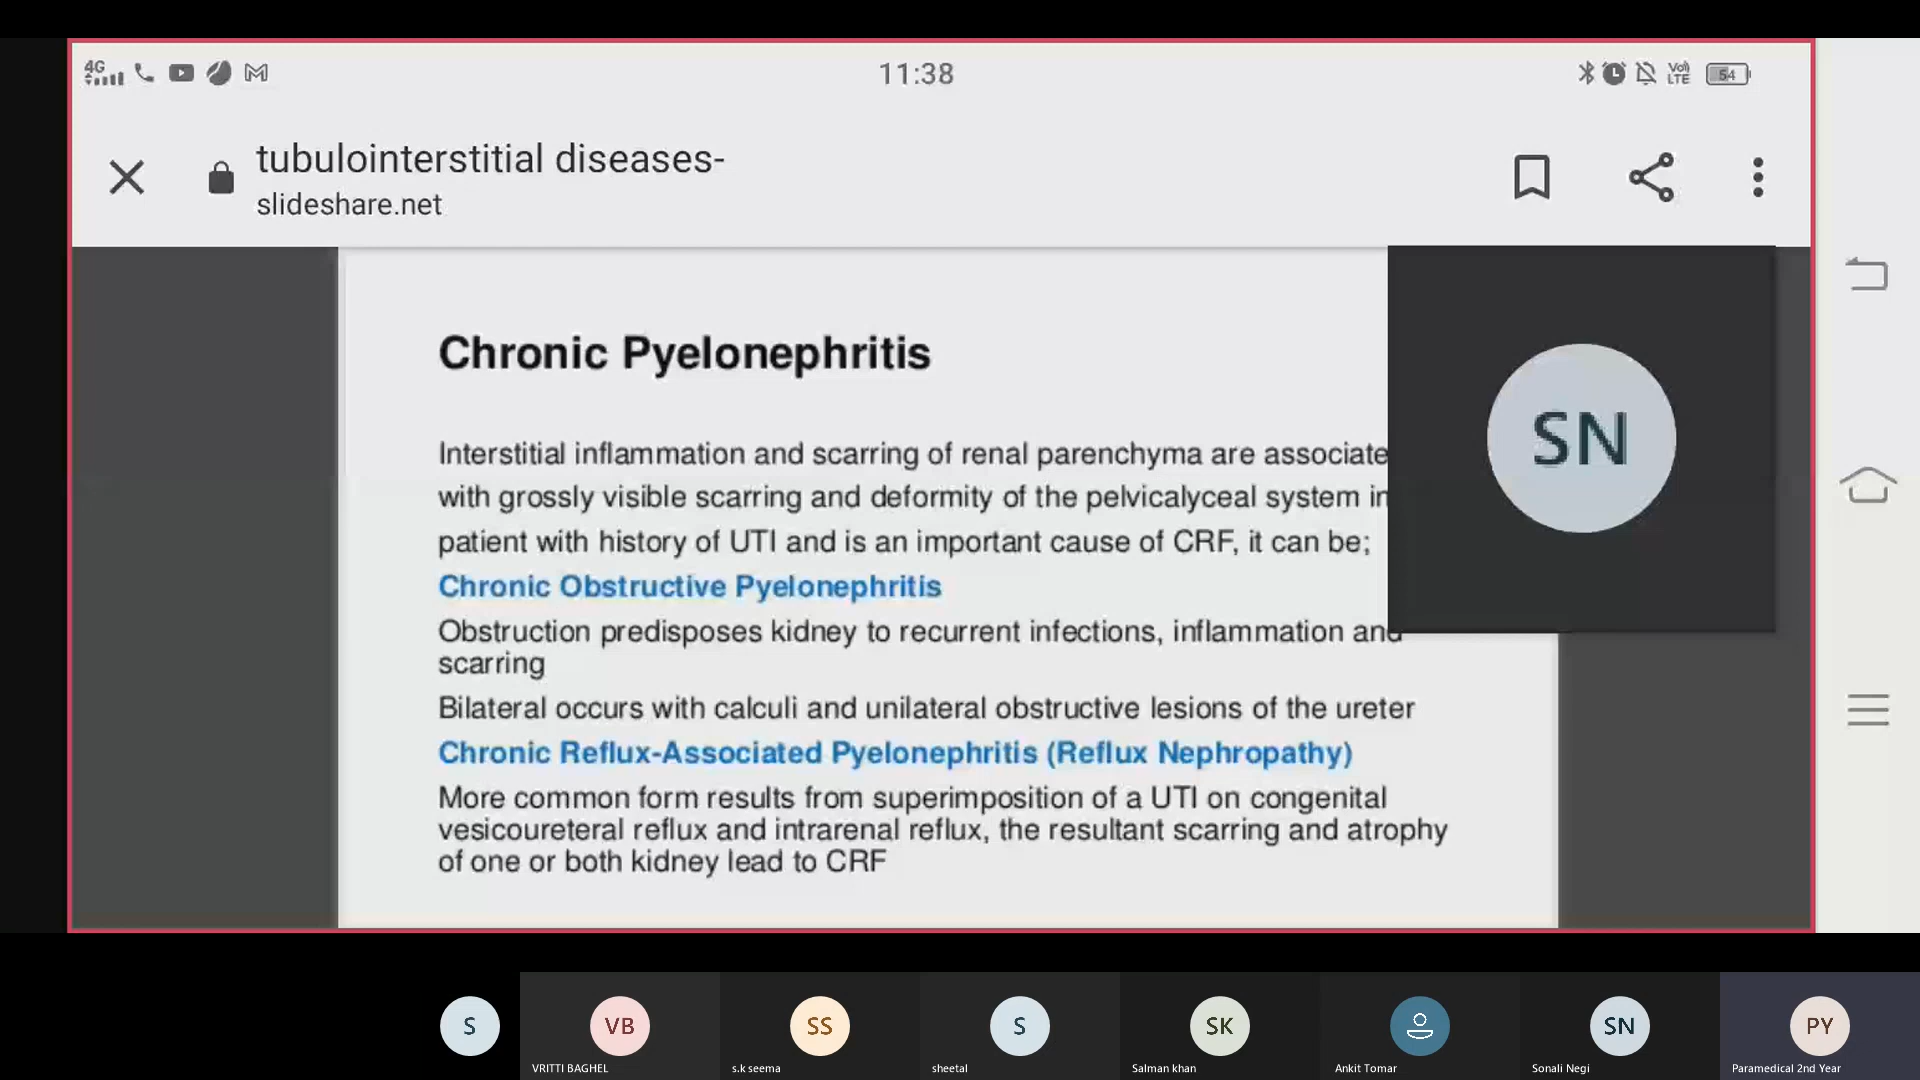 4G
11:38
Vo)
LTE
54
tubulointerstitial diseases-
slideshare.net
Chronic Pyelonephritis
SN
Interstitial inflammation and scarring of renal parenchyma are associate
with grossly visible scarring and deformity of the pelvicalyceal system in
patient with history of UTI and is an important cause of CRF, it can be;
Chronic Obstructive Pyelonephritis
Obstruction predisposes kidney to recurrent infections, inflammation and
scarring
Bilateral occurs with calculi and unilateral obstructive lesions of the ureter
Chronic Reflux-Associated Pyelonephritis (Reflux Nephropathy)
More common form results from superimposition of a UTI on congenital
vesicoureteral reflux and intrarenal reflux, the resultant scarring and atrophy
of one or both kidney lead to CRF
S
VB
SS
S
SK
SN
PY
VRITTI BAGHEL
s.k seema
sheetal
Salman khan
Ankit Tomar
Sonali Negi
Paramedical 2nd Year